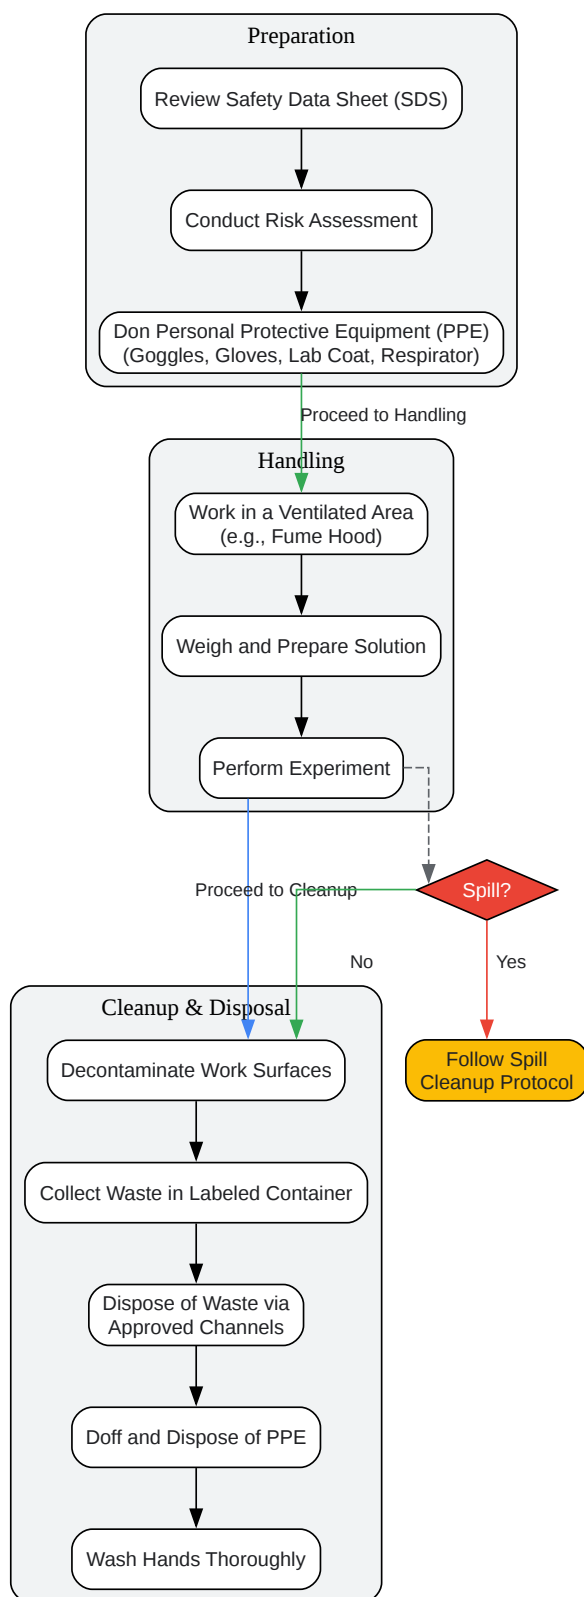 Preparation
Review Safety Data Sheet (SDS)
Conduct Risk Assessment
Don Personal Protective Equipment (PPE)
(Goggles, Gloves, Lab Coat, Respirator)
Proceed to Handling
Handling
Work in a Ventilated Area
(e.g., Fume Hood)
Weigh and Prepare Solution
Perform Experiment
Proceed to Cleanup
Spill?
No
Yes
Cleanup & Disposal
Decontaminate Work Surfaces
Follow Spill
Cleanup Protocol
Collect Waste in Labeled Container
Dispose of Waste via
Approved Channels
Doff and Dispose of PPE
Wash Hands Thoroughly